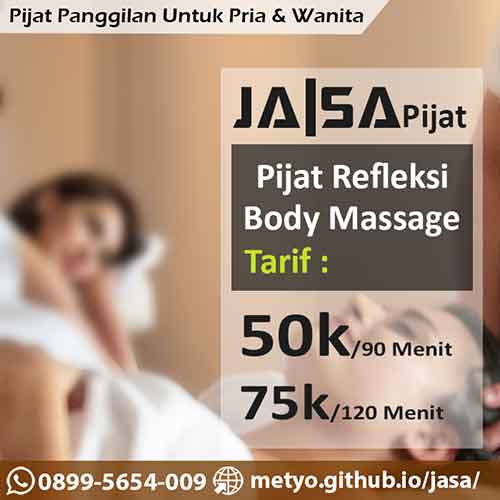 Pijat Panggilan Untuk Pria & Wanita
JA|SA Pijat
Pijat Refleksi
Body Massage
Tarif :
50k/90 Menit
75k/120 Menit
0899-5654-009 metyo.github.io/jasa/